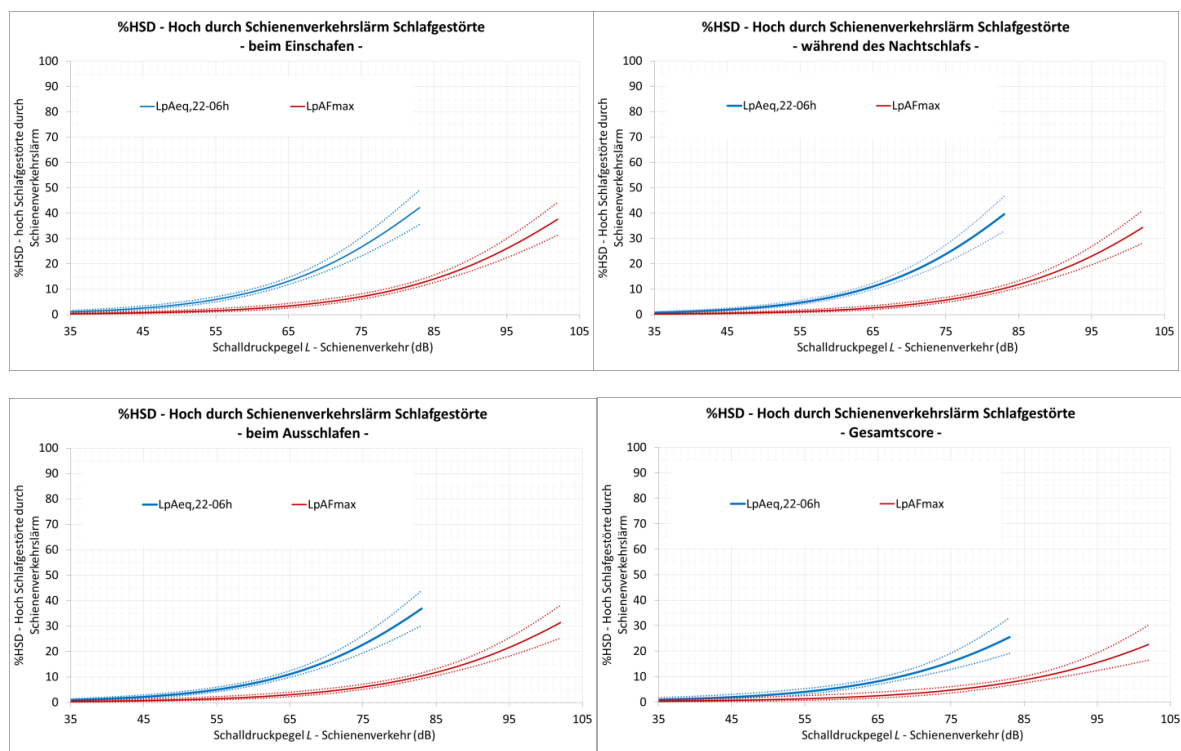 %HSD - Hoch durch Schienenverkehrslärm Schlafgestörte
- beim Einschafen -
%HSD - hoch Schlafgestörte durch
Schienenverkehrslärm
100
90
80
70
60
50
40
30
20
10
0
LpAeq,22-06h
LpAFmax
35 45 55 65 75 85 95 105
Schalldruckpegel L - Schienenverkehr (dB)
%HSD - Hoch durch Schienenverkehrslärm Schlafgestörte
- während des Nachtschlafs -
%HSD - Hoch Schlafgestörte durch
Schienenverkehrslärm
100
90
80
70
60
50
40
30
20
10
0
LpAeq,22-06h
LpAFmax
35 45 55 65 75 85 95 105
Schalldruckpegel L - Schienenverkehr (dB)
%HSD - Hoch durch Schienenverkehrslärm Schlafgestörte
- beim Ausschlafen -
%HSD - Hoch Schlafgestörte durch
Schienenverkehrslärm
100
90
80
70
60
50
40
30
20
10
0
LpAeq,22-06h
LpAFmax
35 45 55 65 75 85 95 105
Schalldruckpegel L - Schienenverkehr (dB)
%HSD - Hoch durch Schienenverkehrslärm Schlafgestörte
- Gesamtscore -
%HSD - Hoch Schlafgestörte durch
Schienenverkehrslärm
100
90
80
70
60
50
40
30
20
10
0
LpAeq,22-06h
LpAFmax
35 45 55 65 75 85 95 105
Schalldruckpegel L - Schienenverkehr (dB)